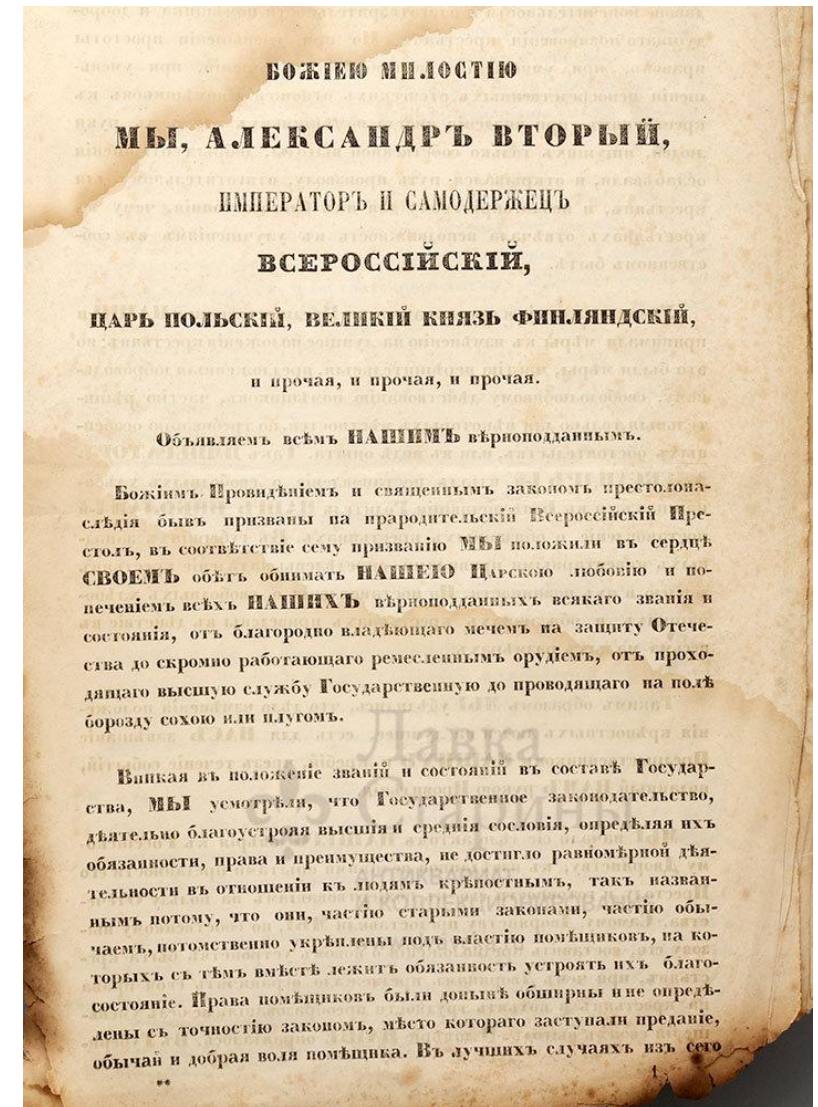 БОЖІЕЮ МИЛОСТІЮ
МЫ, АЛЕКСАНДРЪ ВТОРЫЙ,
ИМПЕРАТОРЪ И САМОДЕРЖЕЦЪ
ВСЕРОССІЙСКІЙ,
ЦАРЬ ПОЛЬСКІЙ, ВЕЛИКІЙ КНЯЗЬ ФИНЛЯНДСКІЙ,
и прочая, и прочая, и прочая.
Объявляемъ всѣмъ НАШИМЪ вѣрноподданнымъ.
Божіимъ Провидѣніемъ и священнымъ закономъ престолона-
слѣдія бывъ призваны на прародительскій Всероссійскій Пре-
столъ, въ соотвѣтствіе сему призванію МЫ положили въ сердцѣ
СВОЕМЪ обѣтъ обнимать НАШЕЮ Царскою любовію и по-
печеніемъ всѣхъ НАШИХЪ вѣрноподданныхъ всякаго званія и
состоянія, отъ благородно владѣющаго мечемъ на защиту Отече-
ства до скромно работающаго ремесленнымъ орудіемъ, отъ прохо-
дящаго высшую службу Государственную до проводящаго на полѣ
борозду сохою или плугомъ.
Вникая въ положеніе званій и состояній въ составѣ Государ-
ства, МЫ усмотрѣли, что Государственное законодательство,
дѣятельно благоустрояя высшія и среднія сословія, опредѣляя ихъ
обязанности, права и преимущества, не достигло равномѣрной дѣя-
тельности въ отношеніи къ людямъ крѣпостнымъ, такъ назван-
нымъ потому, что они, частію старыми законами, частію обы-
чаемъ, потомственно укрѣплены подъ властію помѣщиковъ, на ко-
торыхъ съ тѣмъ вмѣстѣ лежитъ обязанность устроять ихъ благо-
состояніе. Права помѣщиковъ были донынѣ обширны и не опредѣ-
лены съ точностію закономъ, мѣсто котораго заступали преданіе,
обычай и добрая воля помѣщика. Въ лучшихъ случаяхъ изъ сего
** 1
Лавка